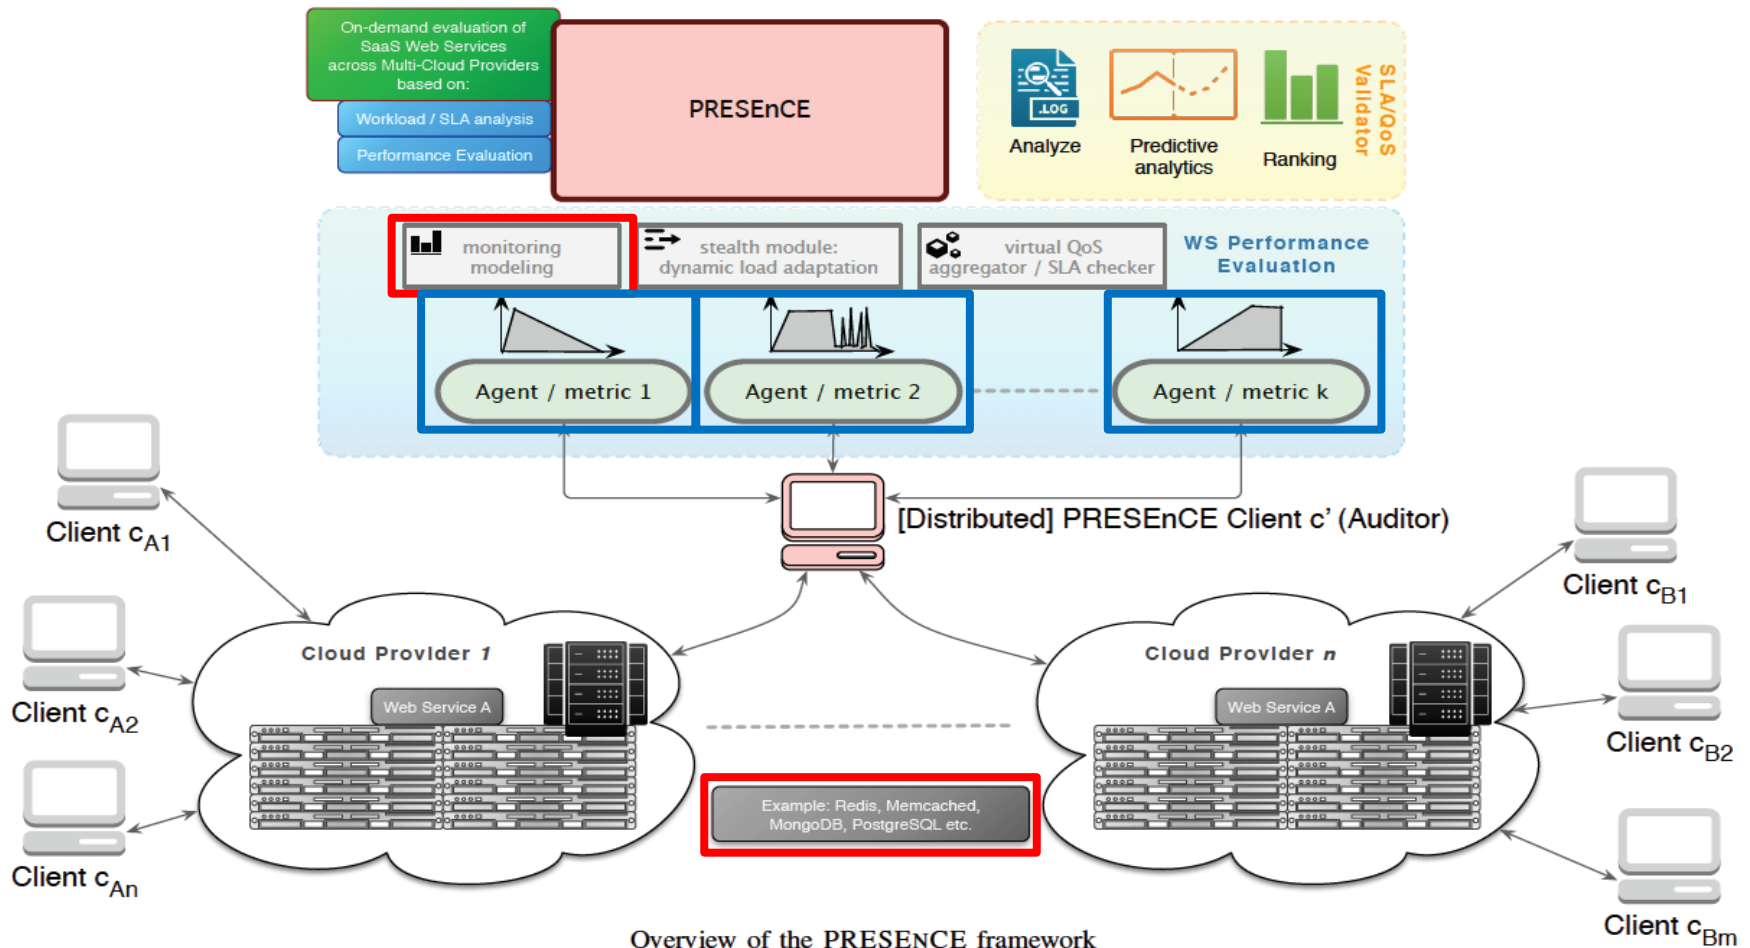 On-demand evaluation of
SaaS Web Services
across Multi-Cloud Providers
based on:
Workload / SLA analysis
Performance Evaluation
PRESEnCE
.LOG
Analyze
Predictive
analytics
Ranking
SLA/QoS
Validator
monitoring
modeling
stealth module:
dynamic load adaptation
virtual QoS
aggregator / SLA checker
WS Performance
Evaluation
Agent / metric 1
Agent / metric 2
Agent / metric k
[Distributed] PRESEnCE Client c' (Auditor)
Client cA1
Client cA2
Client cAn
Cloud Provider 1
Web Service A
Example: Redis, Memcached,
MongoDB, PostgreSQL etc.
Cloud Provider n
Web Service A
Client cB1
Client cB2
Client cBm
Overview of the PRESENCE framework